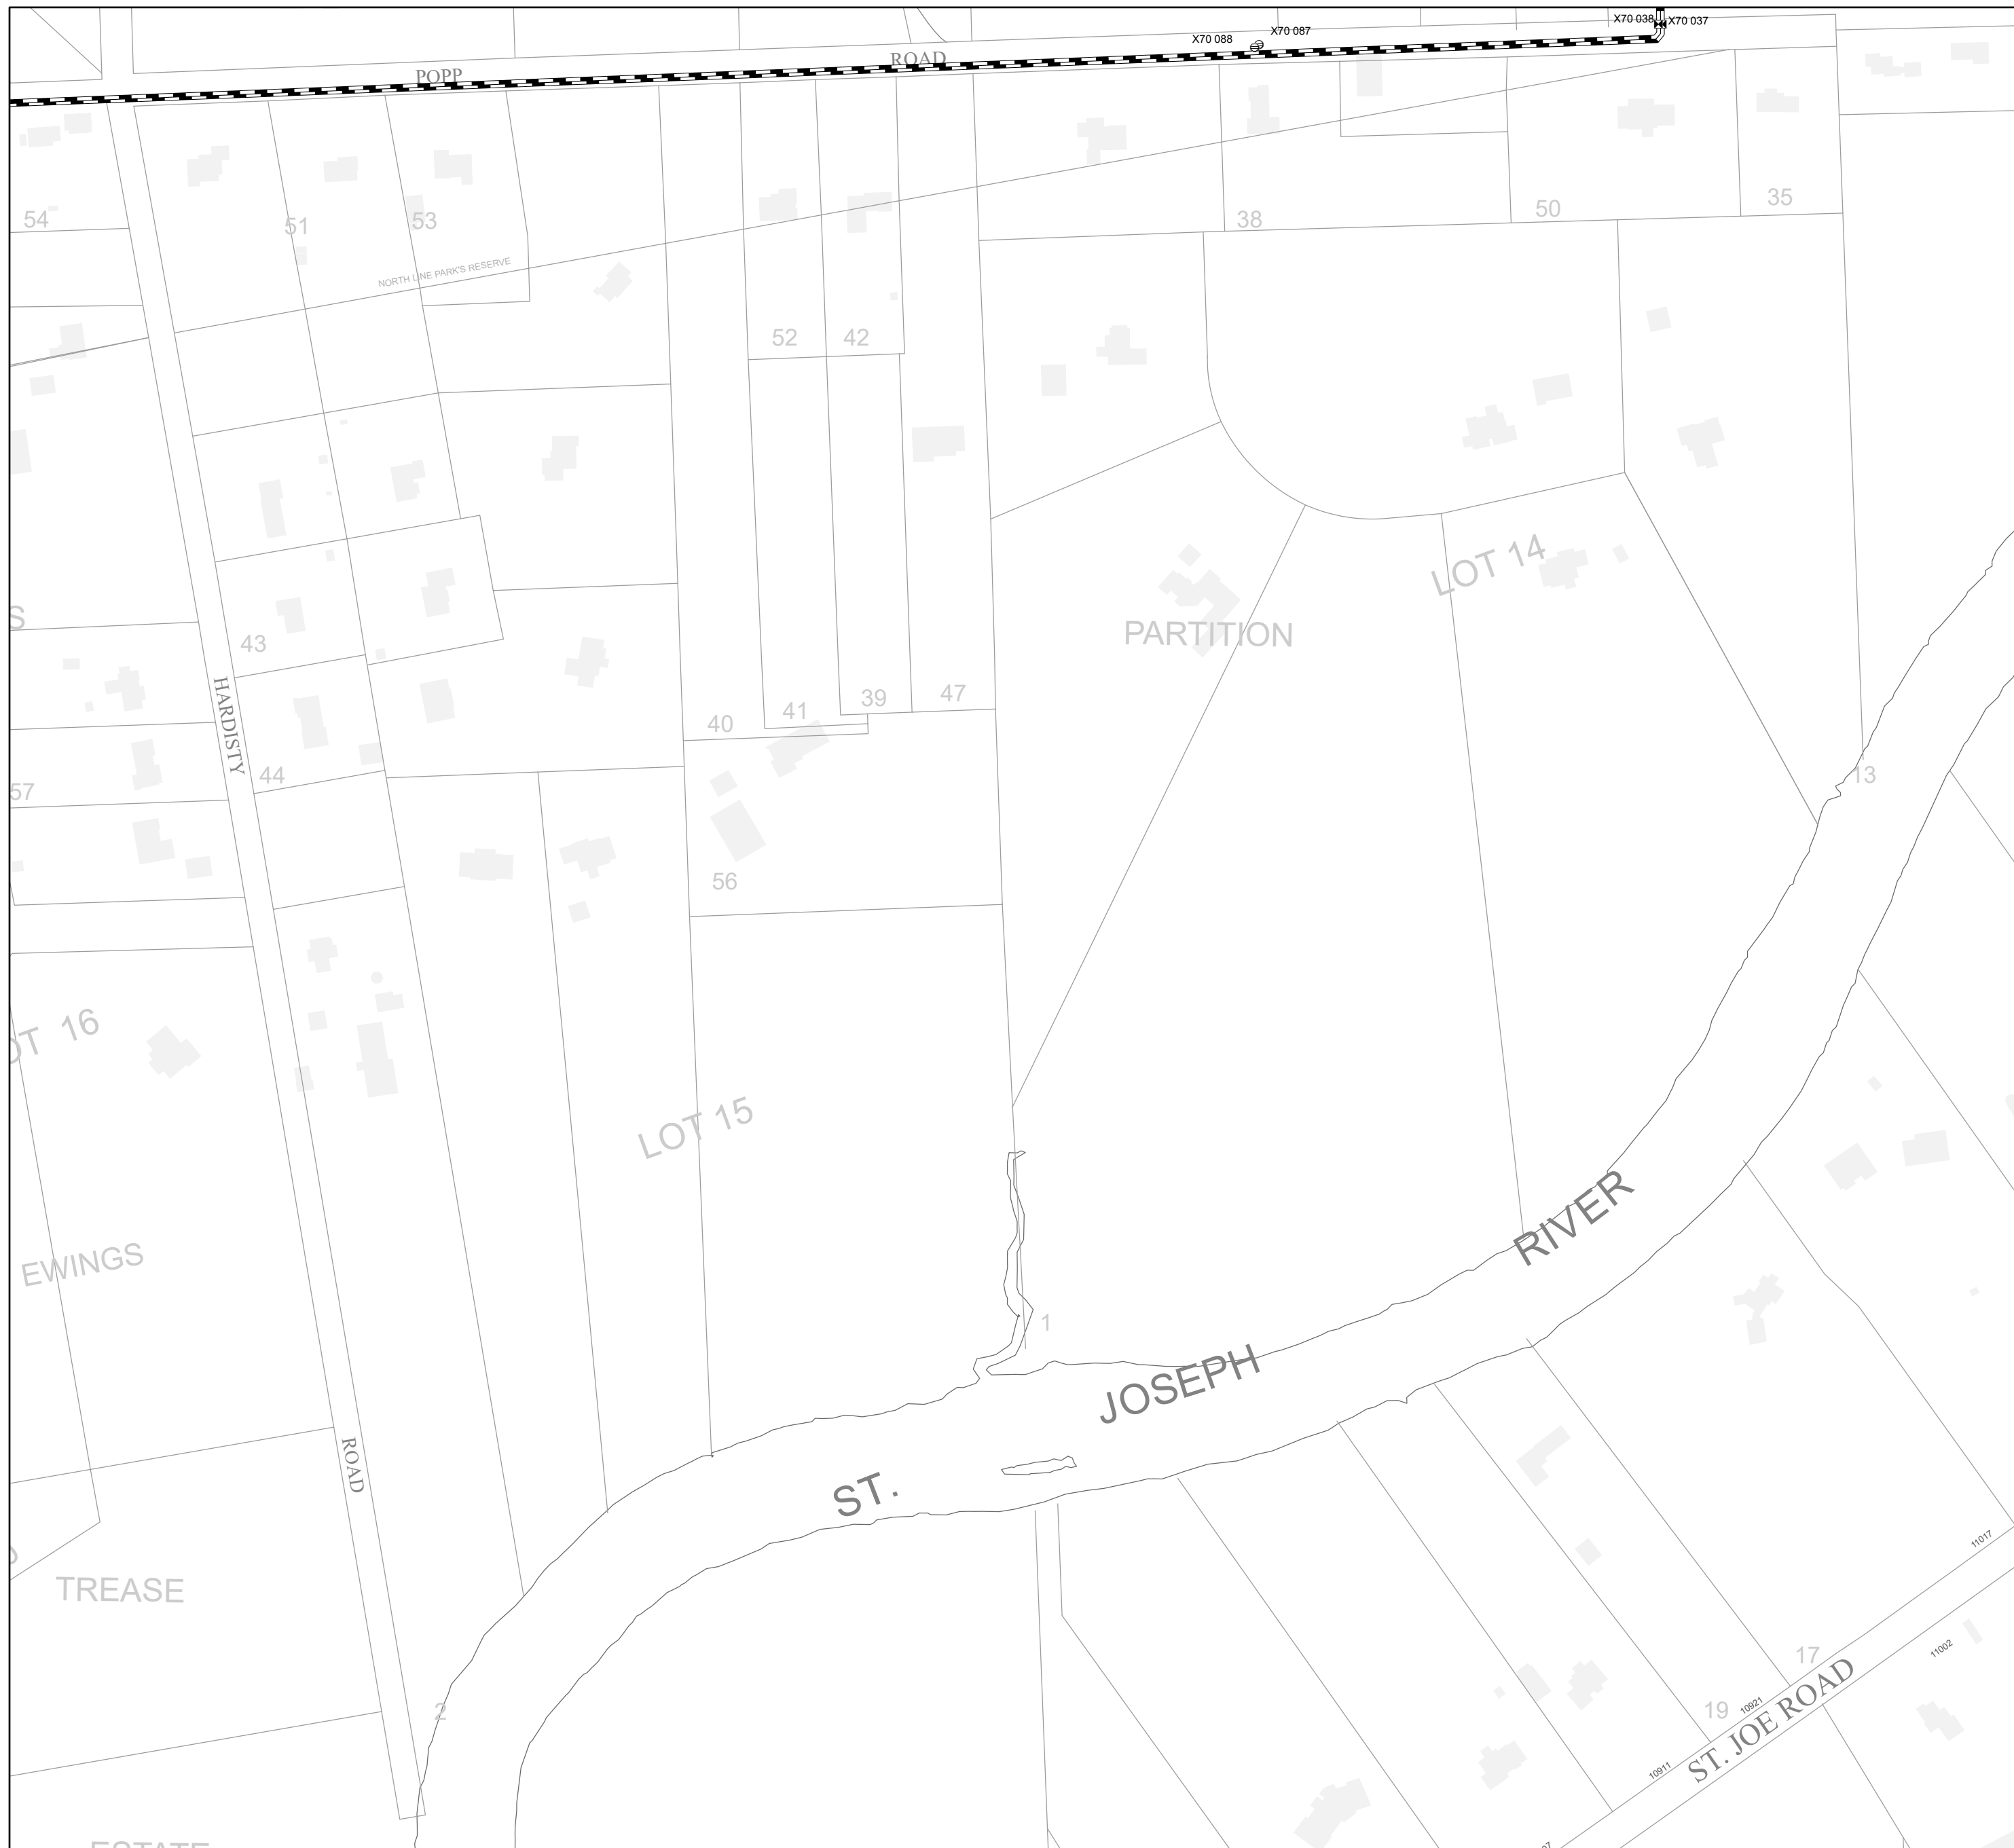 X70 038
X70 037
X70 088
X70 087
POPP
ROAD
54
51
53
38
50
35
NORTH LINE PARK'S RESERVE
52
42
LOT 14
PARTITION
S
43
HARDISTY
40
41
39
47
44
57
13
56
LOT 16
LOT 15
EWINGS
RIVER
1
JOSEPH
ROAD
ST.
11017
TREASE
17
11002
19
10921
ST. JOE ROAD
2
10911